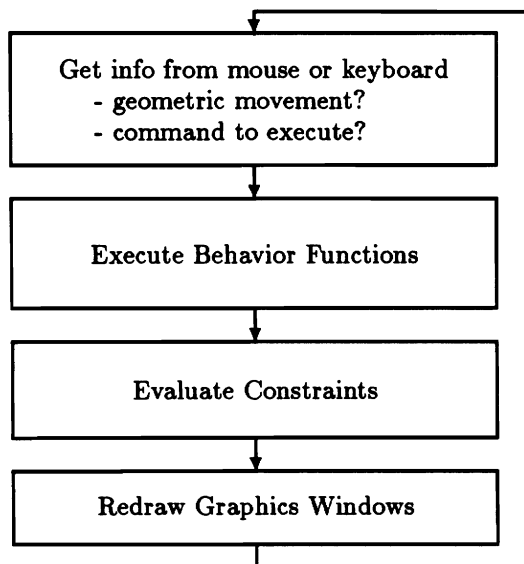 Get info from mouse or keyboard
- geometric movement?
- command to execute?
Execute Behavior Functions
Evaluate Constraints
Redraw Graphics Windows